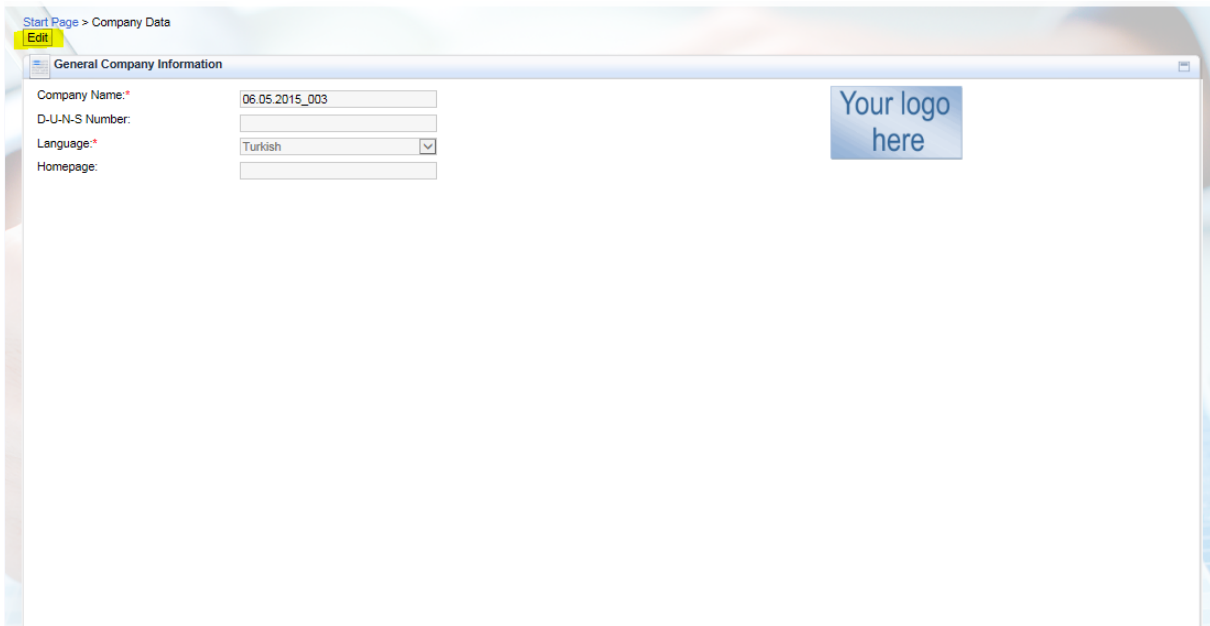 Start Page > Company Data
Edit
General Company Information
Company Name:* 06.05.2015_003
D-U-N-S Number:
Language:* Turkish
Homepage:
Your logo
here